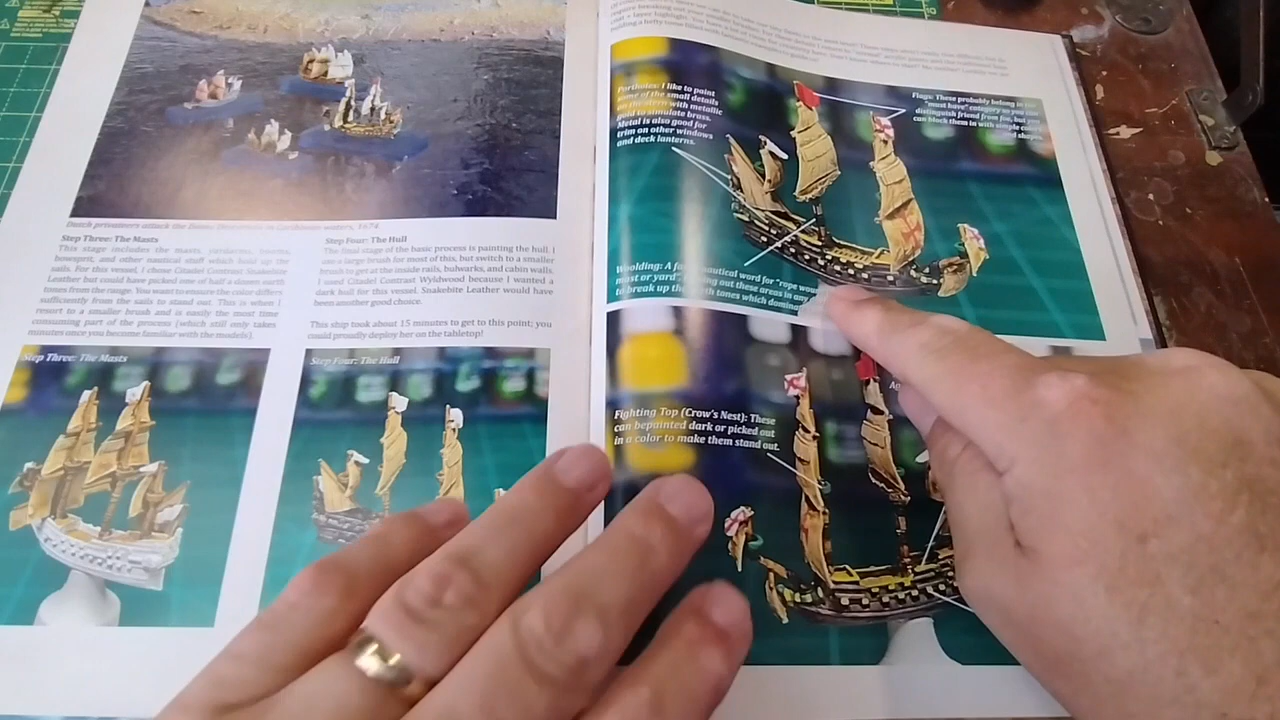 Dutch privateers attack the
Caribbean waters, 1674.
Step Three: The Masts
This stage includes the masts, yardarms, booms,
bowsprit, and other nautical stuff which hold up the
sails. For this vessel, I chose Citadel Contrast Snakebite
Leather but could have picked one of half a dozen earth
tones from the range. You want to ensure the color differs
sufficiently from the sails to stand out. This is when I
resort to a smaller brush and is easily the most time
consuming part of the process (which still only takes
minutes once you become familiar with the models).
Step Four: The Hull
The final stage of the basic process is painting the hull. I
use a large brush for most of this, but switch to a smaller
brush to get at the inside rails, bulwarks, and cabin walls.
I used Citadel Contrast Wyldwood because I wanted a
dark hull for this vessel. Snakebite Leather would have
been another good choice.
This ship took about 15 minutes to get to this point; you
could proudly deploy her on the tabletop!
Step Three: The Masts
Step Four: The Hull
Portholes: I like to paint
some of the small details
on the stern with metallic
gold to simulate brass.
Metal is also good for
trim on other windows
and deck lanterns.
Flags: These probably belong in the
"must have" category so you can
distinguish friend from foe, but you
can block them in with simple colors
and shapes.
Woolding: A nautical word for "rope
mast or yard", out these areas in any
to break up the tones which
Fighting Top (Crow's Nest): These
can bepainted dark or picked out
in a color to make them stand out.